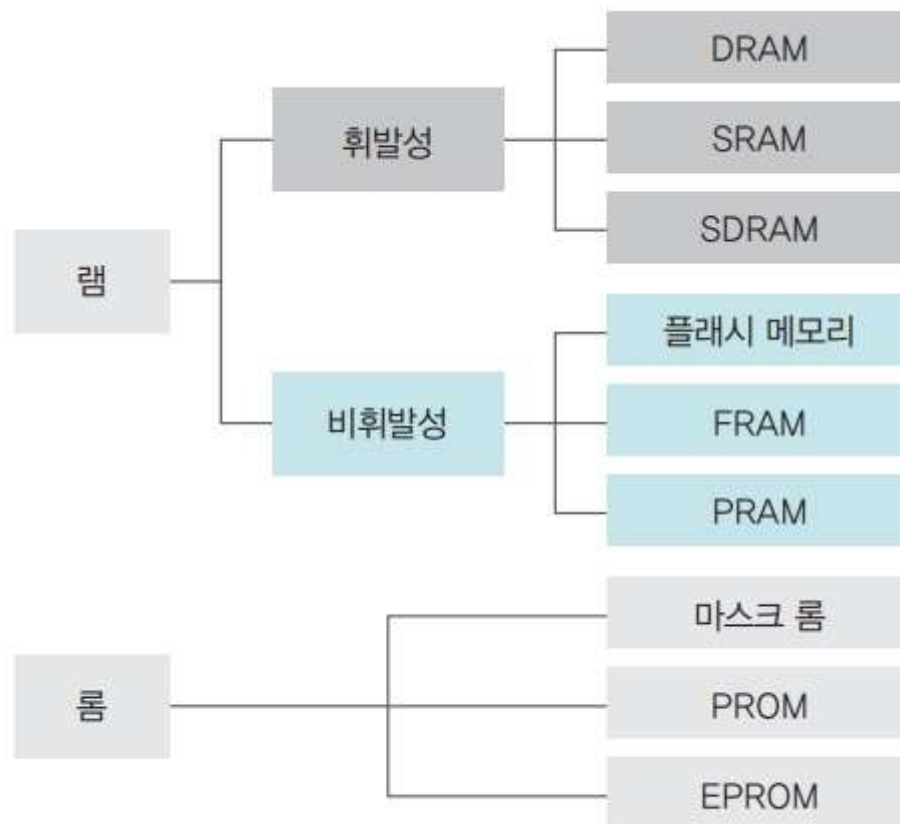 램
휘발성
DRAM
SRAM
SDRAM
비휘발성
플래시 메모리
FRAM
PRAM
롬
마스크 롬
PROM
EPROM